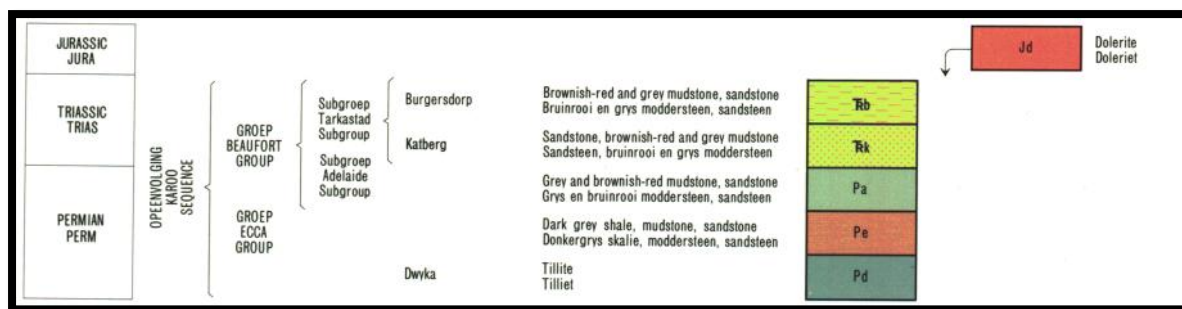 JURASSIC
JURA
TRIASSIC
TRIAS
PERMIAN
PERM
OPEENVOLGING
KAROO
SEQUENCE
GROEP
BEAUFORT
GROUP
GROEP
ECCA
GROUP
Subgroep
Tarkastad
Subgroup
Subgroep
Adelaide
Subgroup
Burgersdorp
Katberg
Dwyka
Brownish-red and grey mudstone, sandstone
Bruinrooi en grys moddersteen, sandsteen
Sandstone, brownish-red and grey mudstone
Sandsteen, bruinrooi en grys moddersteen
Grey and brownish-red mudstone, sandstone
Grys en bruinrooi moddersteen, sandsteen
Dark grey shale, mudstone, sandstone
Donkergrys skalie, moddersteen, sandsteen
Tillite
Tilliet
Pa
Pe
Pd
Jd
Dolerite
Doleriet